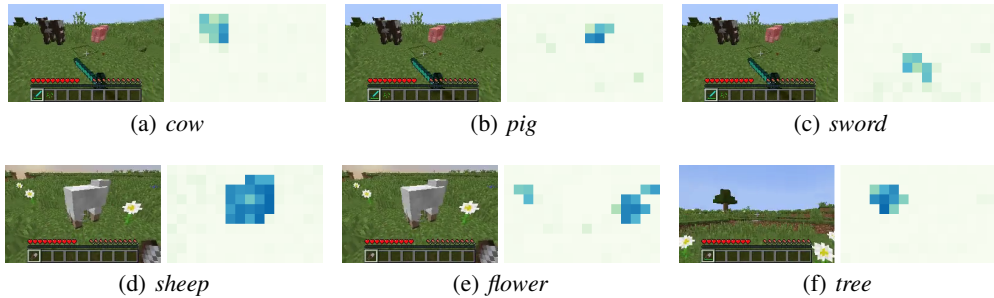 (a) cow
(b) pig
(c) sword
(d) sheep
(e) flower
(f) tree